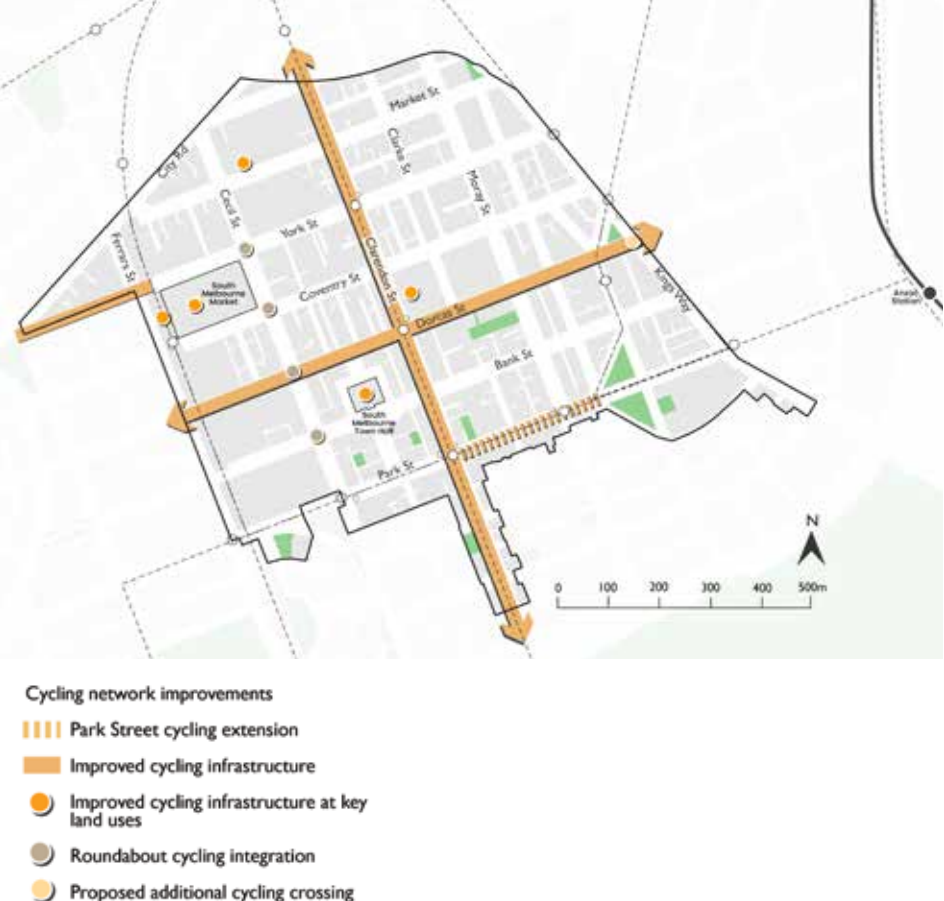 Market St
City Rd
Clarke St
Cecil St
Moray St
York St
Ferrars St
Clarendon St
South
Melbourne
Market
Coventry St
Kings Way
Anzac
Station
Dorcas St
Bank St
South
Melbourne
Town Hall
Park St
N
0 100 200 300 400 500m
Cycling network improvements
Park Street cycling extension
Improved cycling infrastructure
Improved cycling infrastructure at key
land uses
Roundabout cycling integration
Proposed additional cycling crossing